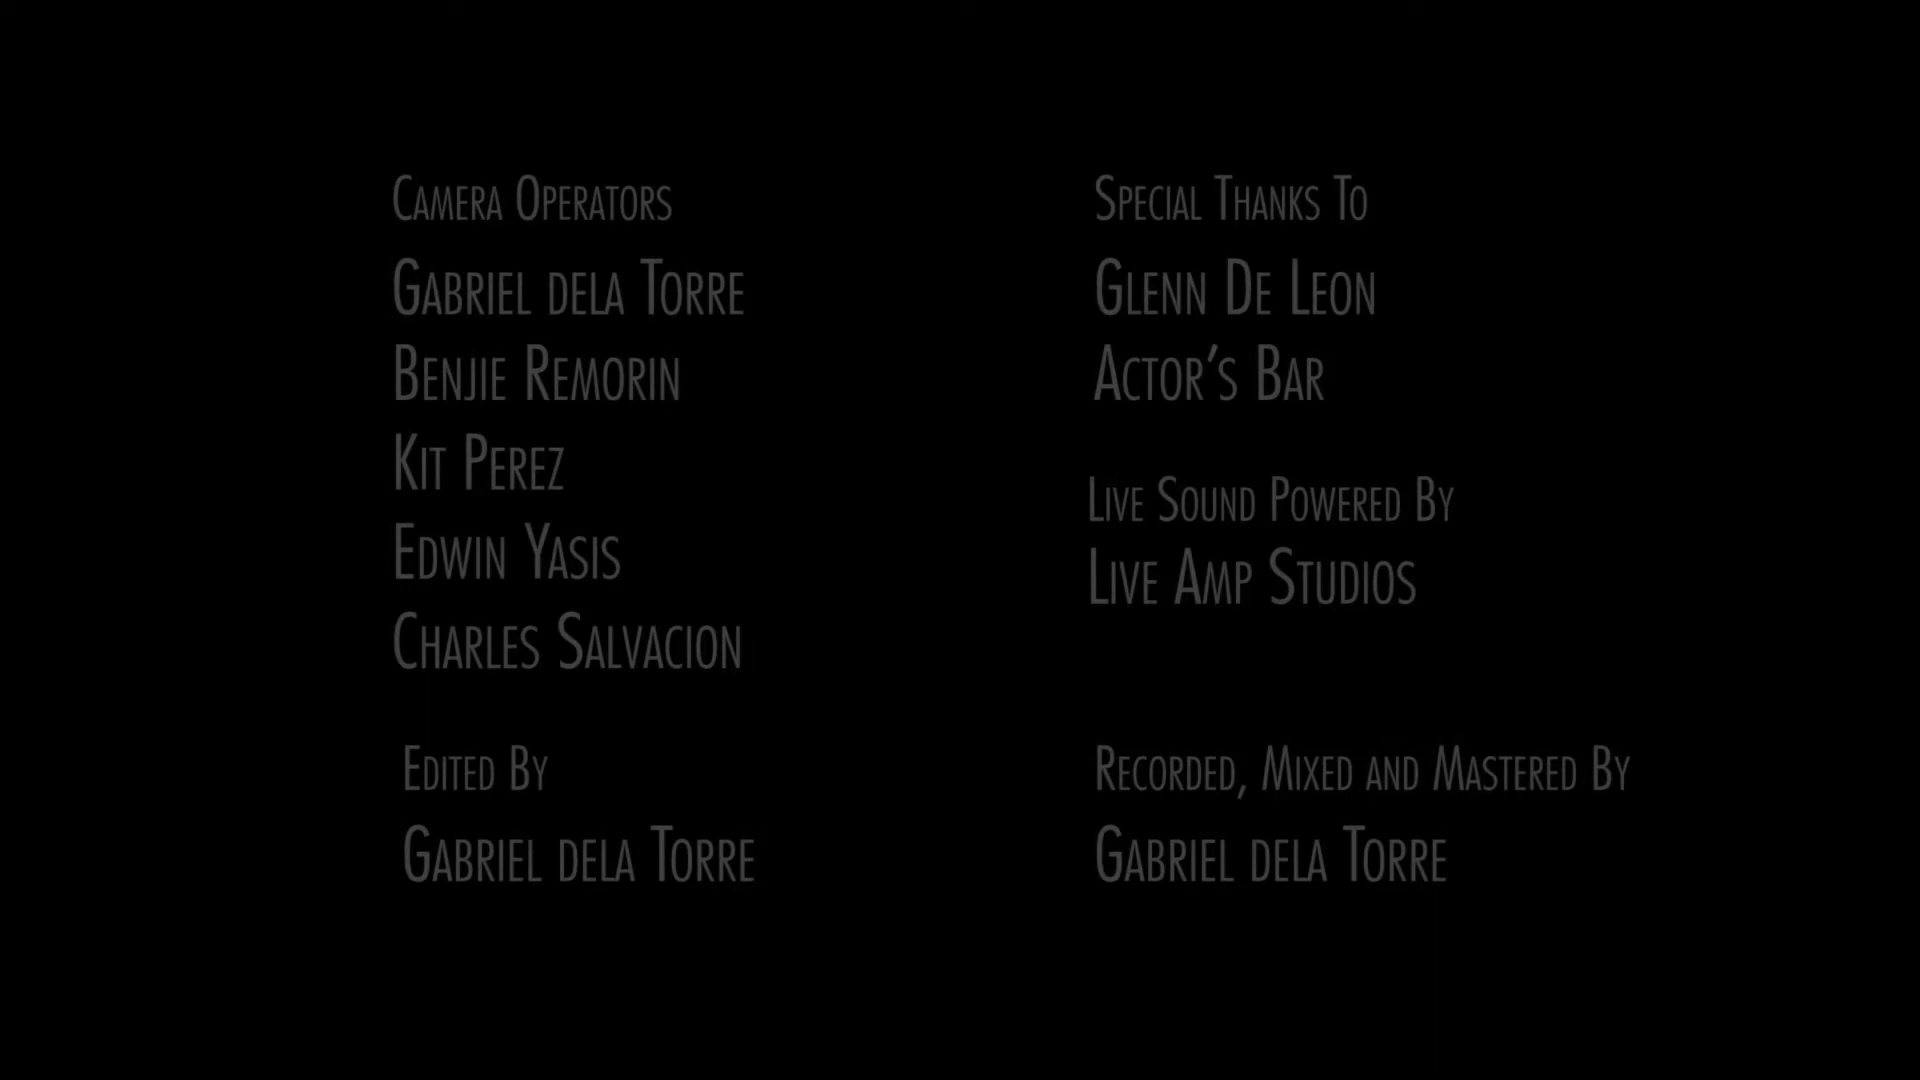 Camera Operators
Gabriel dela Torre
Benjie Remorin
Kit Perez
Edwin Yasis
Charles Salvacion
Edited By
Gabriel dela Torre
Special Thanks To
Glenn De Leon
Actor's Bar
Live Sound Powered By
Live Amp Studios
Recorded, Mixed and Mastered By
Gabriel dela Torre